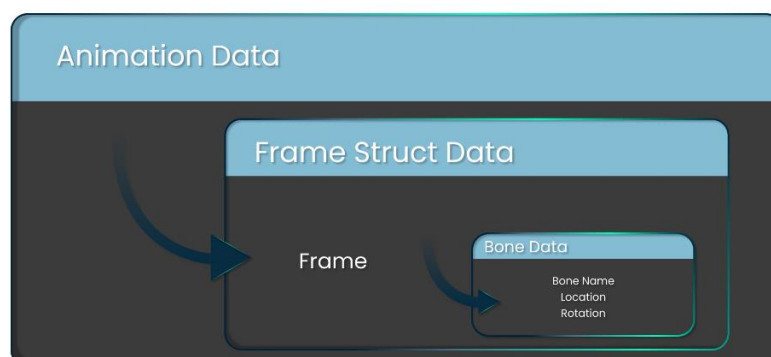 Animation Data
Frame Struct Data
Frame
Bone Data
Bone Name
Location
Rotation